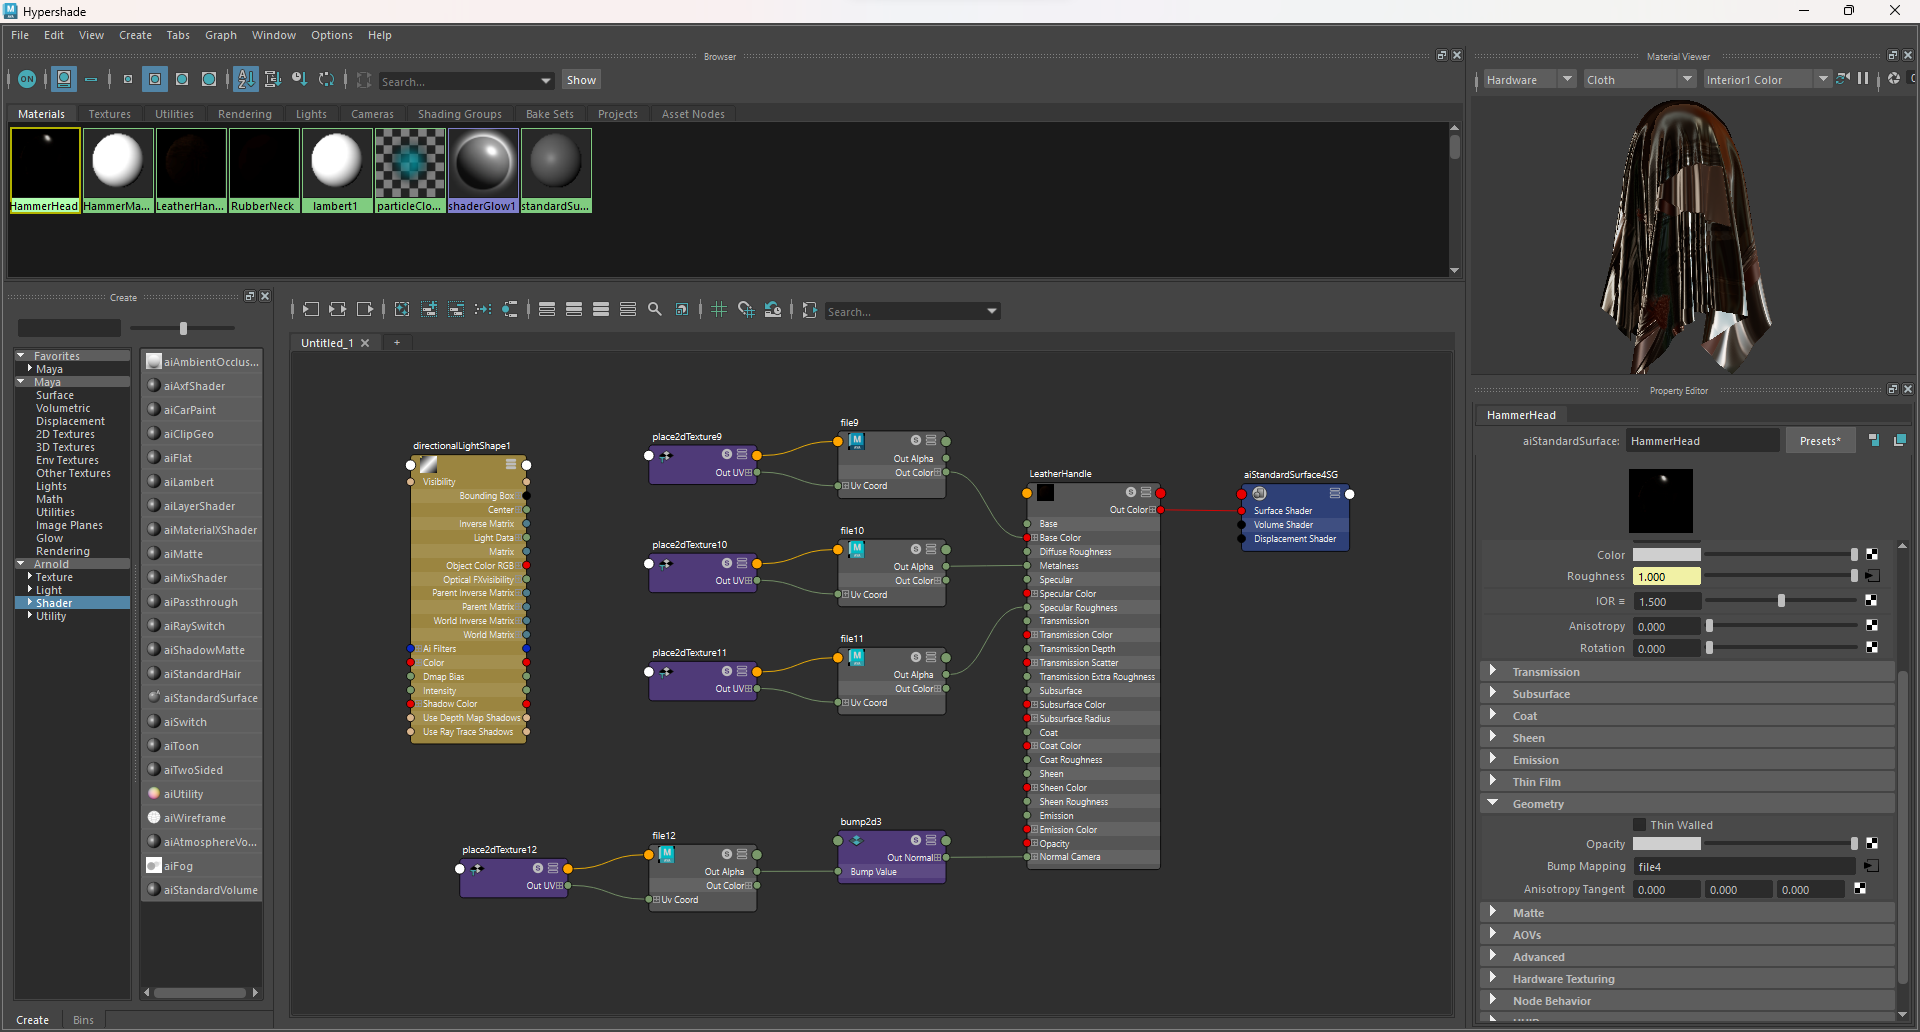 Hypershade
File Edit View Create Tabs Graph Window Options Help
Browser
ON
Search...
Show
Materials Textures Utilities Rendering Lights Cameras Shading Groups Bake Sets Projects Asset Nodes
HammerHead HammerMa... LeatherHan... RubberNeck lambert1 particleClo... shaderGlow1 standardSu...
Material Viewer
Hardware Cloth Interior1 Color
Create
Favorites
Maya
Maya
Surface
Volumetric
Displacement
2D Textures
3D Textures
Env Textures
Other Textures
Lights
Math
Utilities
Image Planes
Glow
Rendering
Arnold
Texture
Light
Shader
Utility
aiAmbientOcclus...
aiAxfShader
aiCarPaint
aiClipGeo
aiFlat
aiLambert
aiLayerShader
aiMaterialXShader
aiMatte
aiMixShader
aiPassthrough
aiRaySwitch
aiShadowMatte
aiStandardHair
aiStandardSurface
aiSwitch
aiToon
aiTwoSided
aiUtility
aiWireframe
aiAtmosphereVo...
aiFog
aiStandardVolume
Create Bins
Search...
Untitled_1 +
directionalLightShape1
Visibility
Bounding Box
Center
Inverse Matrix
Light Data
Matrix
Object Color RGB
Optical FXvisibility
Parent Inverse Matrix
Parent Matrix
World Inverse Matrix
World Matrix
Ai Filters
Color
Dmap Bias
Intensity
Shadow Color
Use Depth Map Shadows
Use Ray Trace Shadows
place2dTexture9
Out UV
file9
Out Alpha
Out Color
Uv Coord
place2dTexture10
Out UV
file10
Out Alpha
Out Color
Uv Coord
place2dTexture11
Out UV
file11
Out Alpha
Out Color
Uv Coord
place2dTexture12
Out UV
file12
Out Alpha
Out Color
Uv Coord
bump2d3
Out Normal
Bump Value
LeatherHandle
Out Color
Base
Base Color
Diffuse Roughness
Metalness
Specular
Specular Color
Specular Roughness
Transmission
Transmission Color
Transmission Depth
Transmission Scatter
Transmission Extra Roughness
Subsurface
Subsurface Color
Subsurface Radius
Coat
Coat Color
Coat Roughness
Sheen
Sheen Color
Sheen Roughness
Emission
Emission Color
Opacity
Normal Camera
aiStandardSurface4SG
Surface Shader
Volume Shader
Displacement Shader
Property Editor
HammerHead
aiStandardSurface: HammerHead Presets*
Color
Roughness 1.000
IOR 1.500
Anisotropy 0.000
Rotation 0.000
Transmission
Subsurface
Coat
Sheen
Emission
Thin Film
Geometry
Thin Walled
Opacity
Bump Mapping file4
Anisotropy Tangent 0.000 0.000 0.000
Matte
AOVs
Advanced
Hardware Texturing
Node Behavior